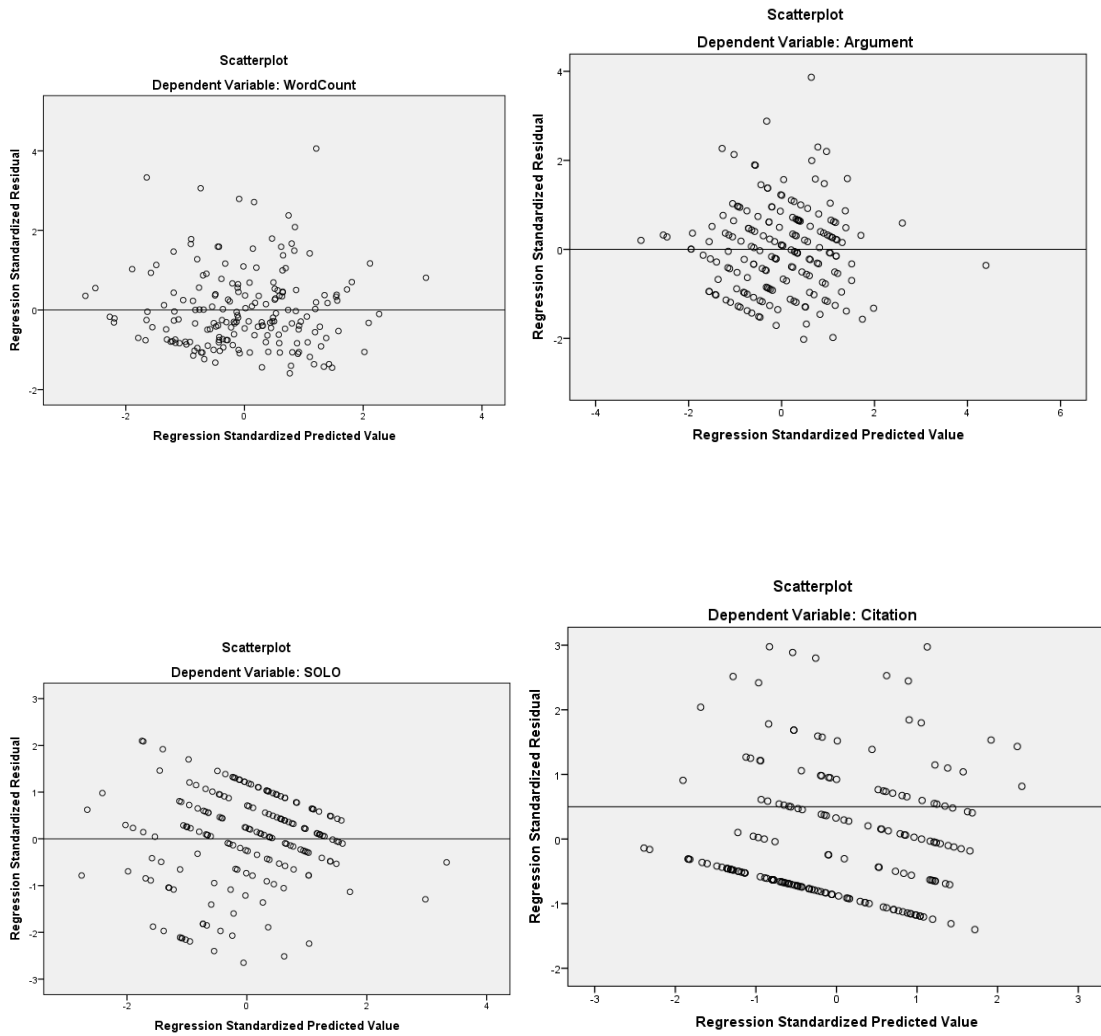 Scatterplot
Dependent Variable: WordCount
Regression Standardized Residual
4
2
0
-2
-2
0
2
4
Regression Standardized Predicted Value
Scatterplot
Dependent Variable: Argument
Regression Standardized Residual
4
2
0
-2
-4
-2
0
2
4
6
Regression Standardized Predicted Value
Scatterplot
Dependent Variable: SOLO
Regression Standardized Residual
3
2
1
0
-1
-2
-3
-2
0
2
4
Regression Standardized Predicted Value
Scatterplot
Dependent Variable: Citation
Regression Standardized Residual
3
2
1
0
-1
-2
-3
-2
-1
0
1
2
3
Regression Standardized Predicted Value